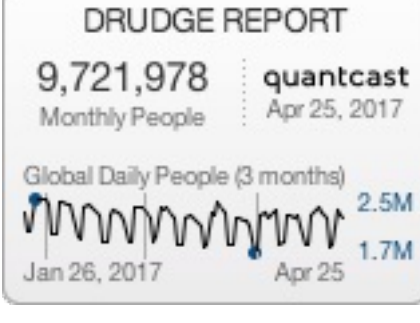 DRUDGE REPORT
9,721,978
Monthly People
quantcast
Apr 25, 2017
Global Daily People (3 months)
2.5M
1.7M
Jan 26, 2017
Apr 25